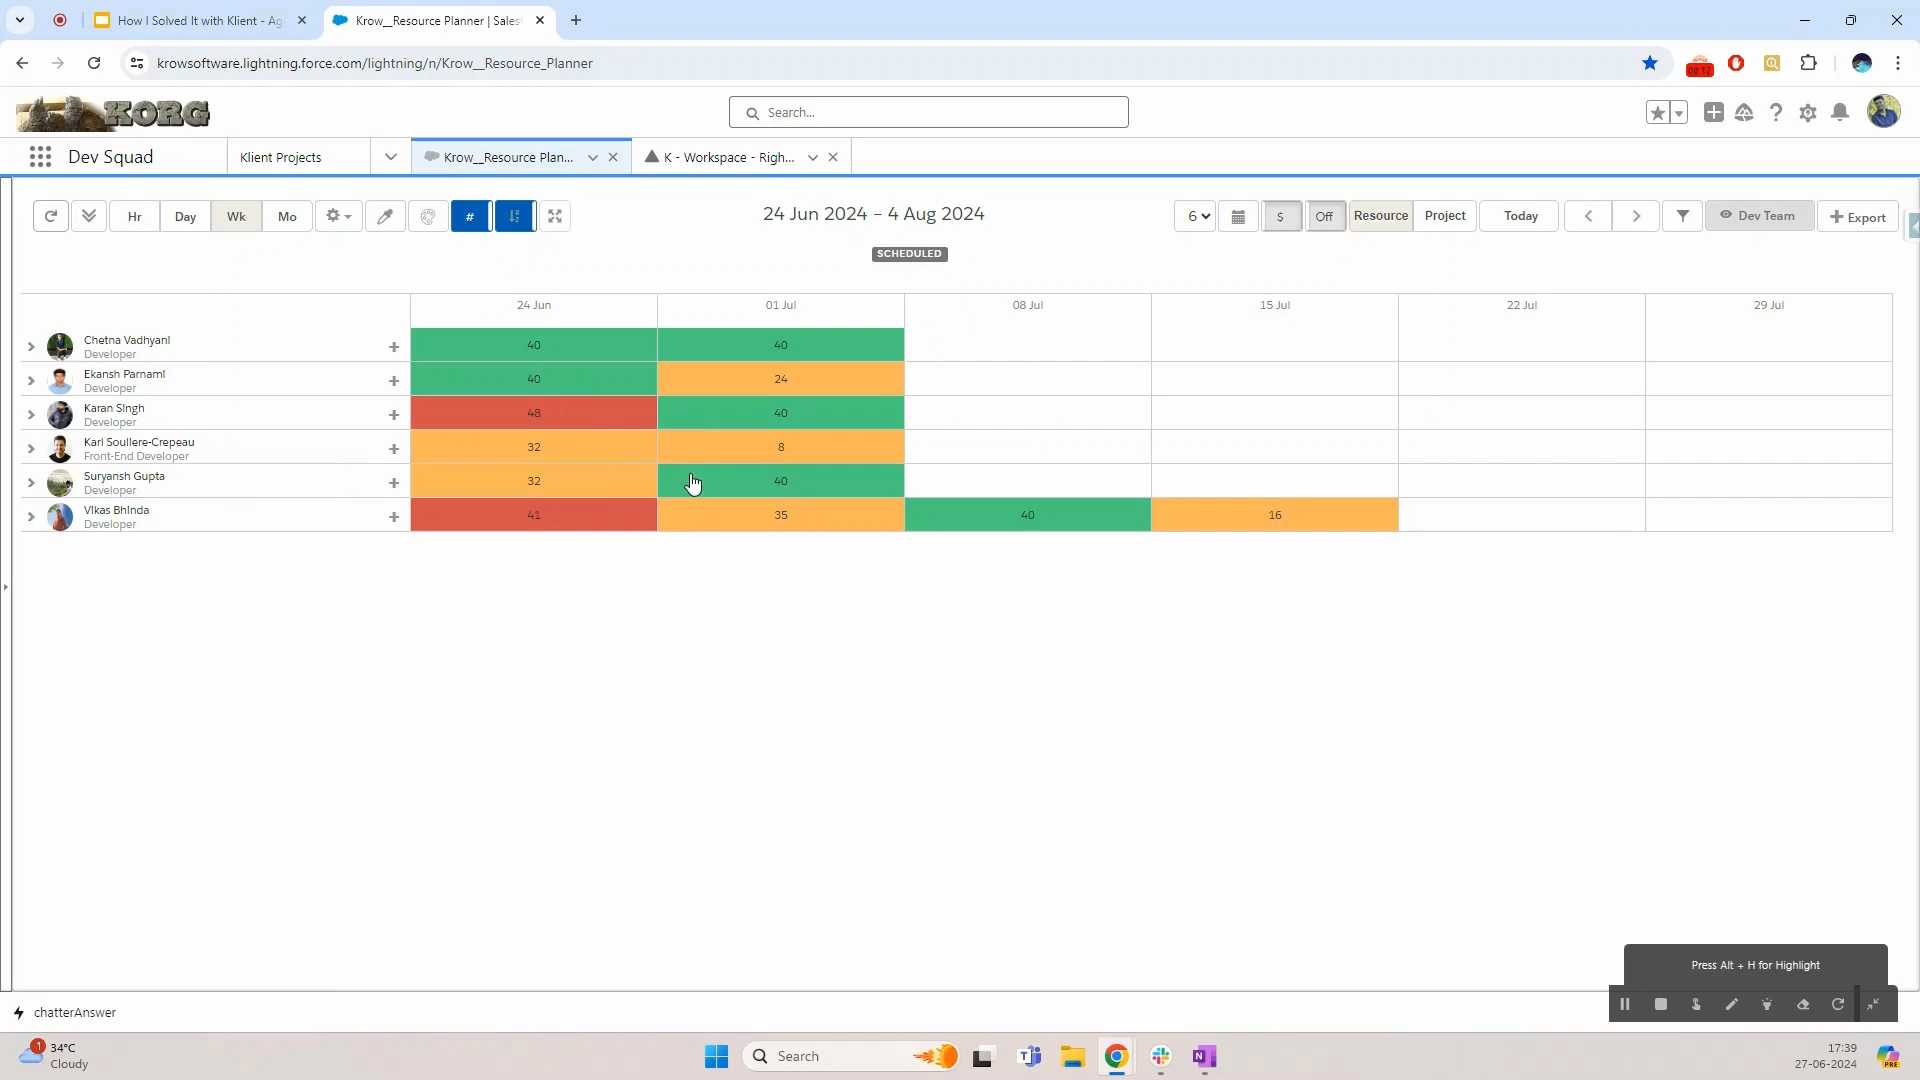 How I Solved It with Klient - Ag
Krow__Resource Planner | Sales
krowsoftware.lightning.force.com/lightning/n/Krow__Resource_Planner
00:12
KORG
Search...
Dev Squad
Klient Projects
Krow__Resource Plan...
K - Workspace - Righ...
Hr
Day
Wk
Mo
#
24 Jun 2024 – 4 Aug 2024
6
S
Off
Resource
Project
Today
Dev Team
Export
SCHEDULED
24 Jun
01 Jul
08 Jul
15 Jul
22 Jul
29 Jul
Chetna Vadhyani
Developer
40
40
Ekansh Parnami
Developer
40
24
Karan Singh
Developer
48
40
Karl Soullere-Crepeau
Front-End Developer
32
8
Suryansh Gupta
Developer
32
40
Vikas Bhinda
Developer
41
35
40
16
Press Alt + H for Highlight
chatterAnswer
1
34°C
Cloudy
Search
17:39
27-06-2024
PRE